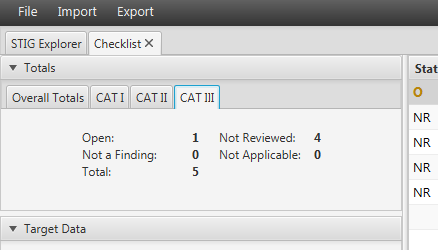 File Import Export
STIG Explorer Checklist
Totals Stat
Overall Totals CAT I CAT II CAT III O
NR
Open: 1 Not Reviewed: 4 NR
Not a Finding: 0 Not Applicable: 0 NR
Total: 5 NR
Target Data